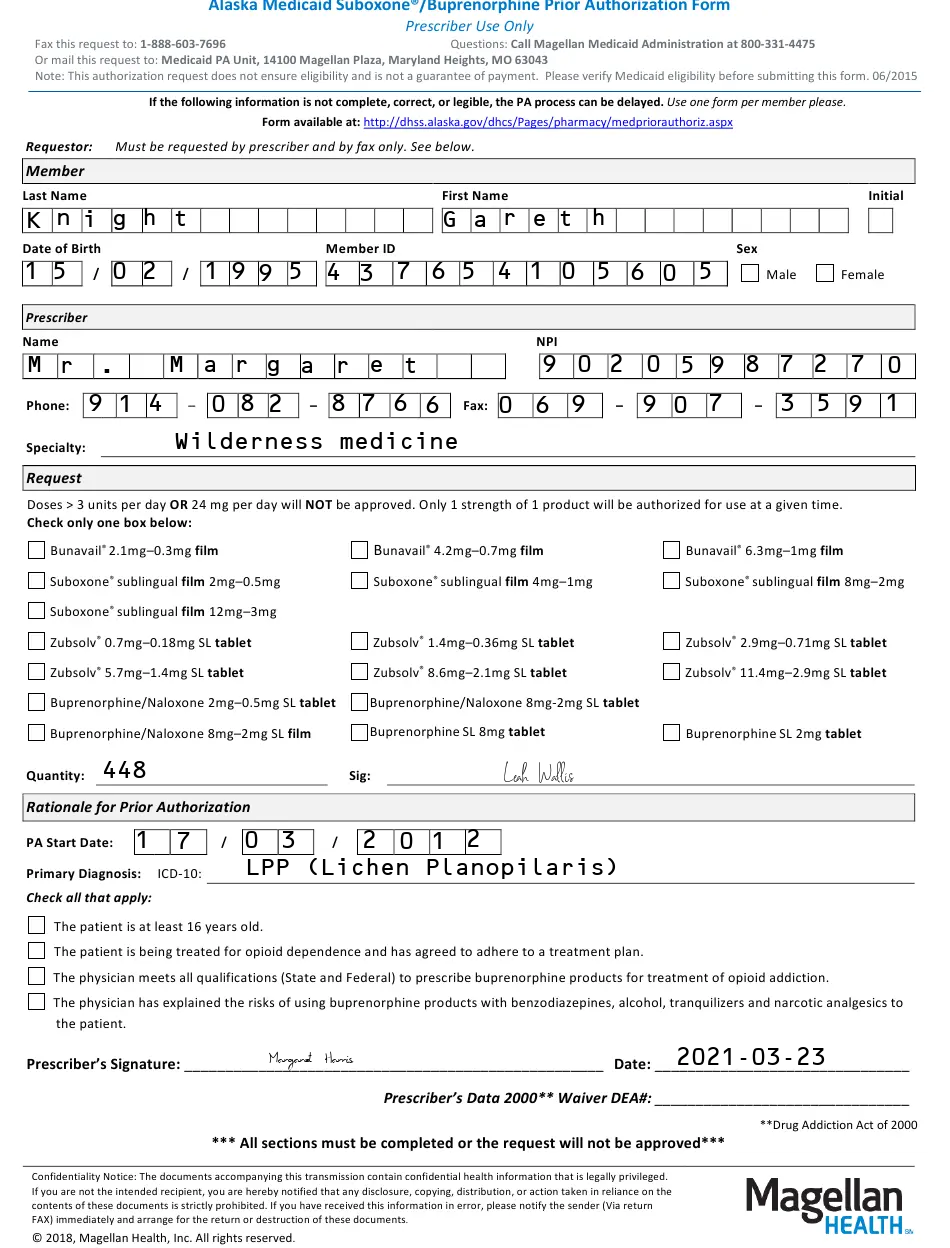 Alaska Medicaid Suboxone®/Buprenorphine Prior Authorization Form
Prescriber Use Only
Fax this request to: 1-888-603-7696 Questions: Call Magellan Medicaid Administration at 800-331-4475
Or mail this request to: Medicaid PA Unit, 14100 Magellan Plaza, Maryland Heights, MO 63043
Note: This authorization request does not ensure eligibility and is not a guarantee of payment. Please verify Medicaid eligibility before submitting this form. 06/2015
If the following information is not complete, correct, or legible, the PA process can be delayed. Use one form per member please.
Form available at: http://dhss.alaska.gov/dhcs/Pages/pharmacy/medpriorauthoriz.aspx
Requestor: Must be requested by prescriber and by fax only. See below.
Member
Last Name First Name Initial
Knight Gareth
Date of Birth Member ID Sex
15 / 02 / 1995 437654105605 Male Female
Prescriber
Name NPI
Mr. Margaret 90205987270
Phone: 914 - 082 - 8766 Fax: 069 - 907 - 3591
Specialty: Wilderness medicine
Request
Doses > 3 units per day OR 24 mg per day will NOT be approved. Only 1 strength of 1 product will be authorized for use at a given time.
Check only one box below:
Bunavail® 2.1mg–0.3mg film Bunavail® 4.2mg–0.7mg film Bunavail® 6.3mg–1mg film
Suboxone® sublingual film 2mg–0.5mg Suboxone® sublingual film 4mg–1mg Suboxone® sublingual film 8mg–2mg
Suboxone® sublingual film 12mg–3mg
Zubsolv® 0.7mg–0.18mg SL tablet Zubsolv® 1.4mg–0.36mg SL tablet Zubsolv® 2.9mg–0.71mg SL tablet
Zubsolv® 5.7mg–1.4mg SL tablet Zubsolv® 8.6mg–2.1mg SL tablet Zubsolv® 11.4mg–2.9mg SL tablet
Buprenorphine/Naloxone 2mg–0.5mg SL tablet Buprenorphine/Naloxone 8mg-2mg SL tablet
Buprenorphine/Naloxone 8mg–2mg SL film Buprenorphine SL 8mg tablet Buprenorphine SL 2mg tablet
Quantity: 448 Sig: Leah Wallis
Rationale for Prior Authorization
PA Start Date: 17 / 03 / 2012
Primary Diagnosis: ICD-10: LPP (Lichen Planopilaris)
Check all that apply:
The patient is at least 16 years old.
The patient is being treated for opioid dependence and has agreed to adhere to a treatment plan.
The physician meets all qualifications (State and Federal) to prescribe buprenorphine products for treatment of opioid addiction.
The physician has explained the risks of using buprenorphine products with benzodiazepines, alcohol, tranquilizers and narcotic analgesics to
the patient.
Prescriber's Signature: Margaret Harris Date: 2021-03-23
Prescriber's Data 2000** Waiver DEA#:
**Drug Addiction Act of 2000
*** All sections must be completed or the request will not be approved***
Confidentiality Notice: The documents accompanying this transmission contain confidential health information that is legally privileged.
If you are not the intended recipient, you are hereby notified that any disclosure, copying, distribution, or action taken in reliance on the
contents of these documents is strictly prohibited. If you have received this information in error, please notify the sender (Via return
FAX) immediately and arrange for the return or destruction of these documents.
© 2018, Magellan Health, Inc. All rights reserved.
Magellan
HEALTH